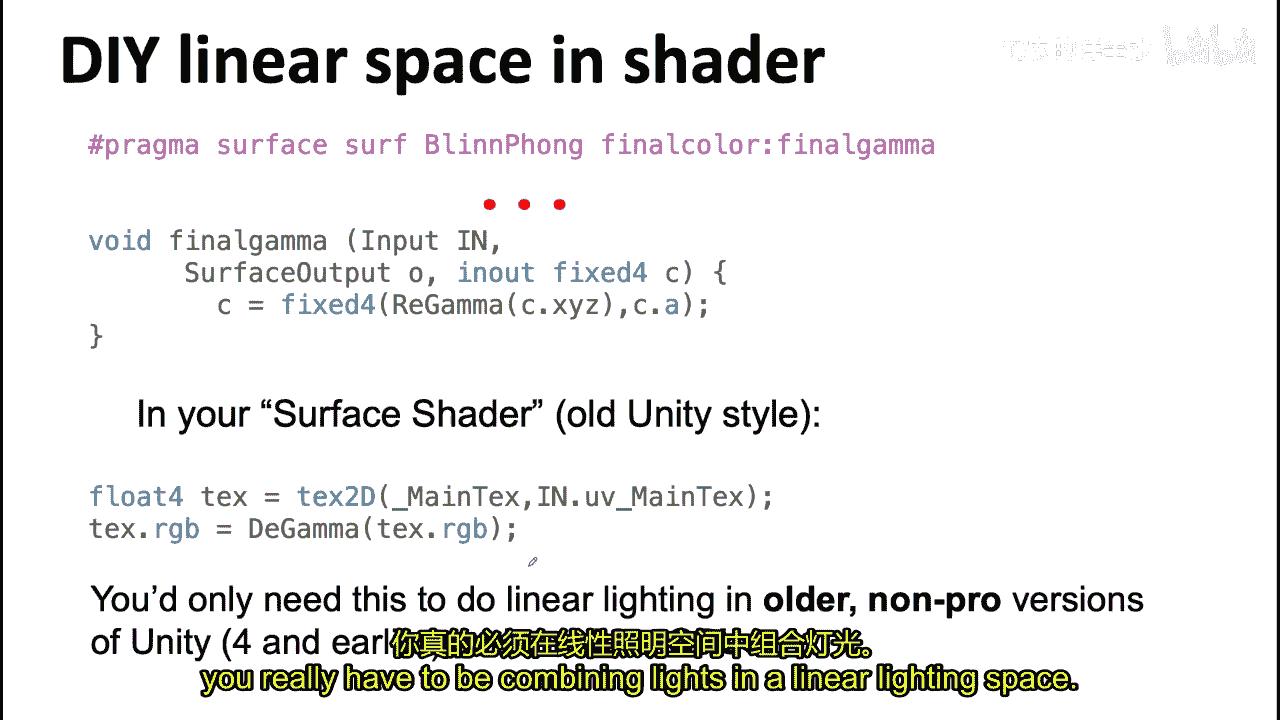 DIY linear space in shader
bilibili
#pragma surface surf BlinnPhong finalcolor:finalgamma
• • •
void finalgamma (Input IN,
SurfaceOutput o, inout fixed4 c) {
c = fixed4(ReGamma(c.xyz),c.a);
}
In your “Surface Shader” (old Unity style):
float4 tex = tex2D(_MainTex,IN.uv_MainTex);
tex.rgb = DeGamma(tex.rgb);
You’d only need this to do linear lighting in older, non-pro versions
of Unity (4 and earl
你真的必须在线性照明空间中组合灯光。
you really have to be combining lights in a linear lighting space.